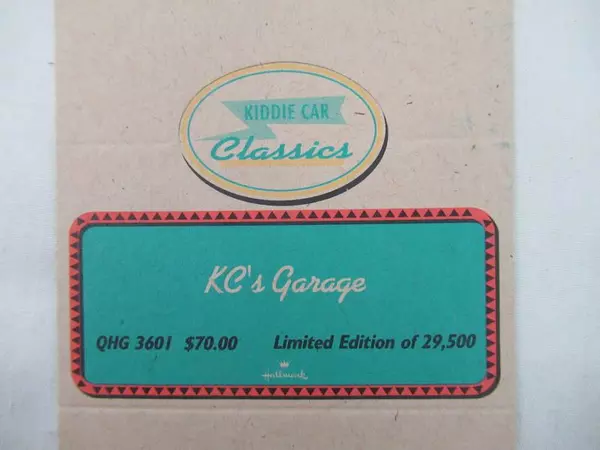 KIDDIE CAR
Classics
KC's Garage
QHG 3601 $70.00 Limited Edition of 29,500
Hallmark